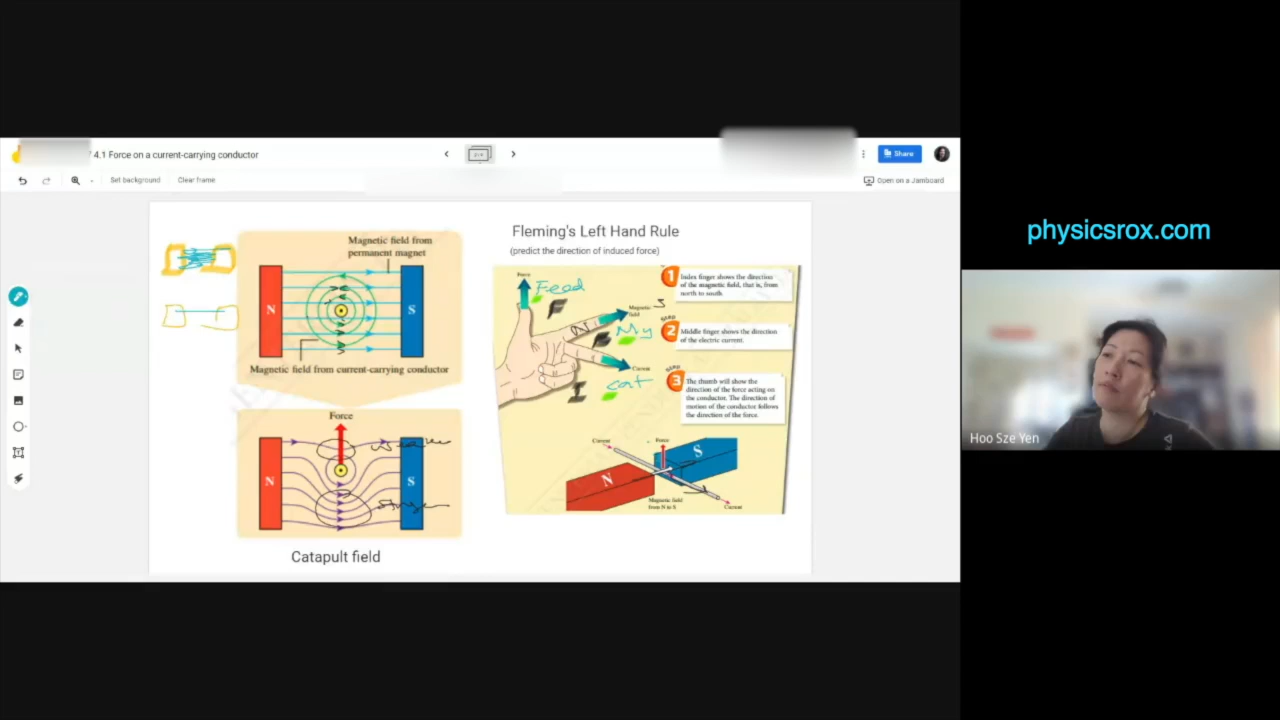 4.1 Force on a current-carrying conductor
Share
Set background
Clear frame
Open on a Jamboard
physicsrox.com
Fleming's Left Hand Rule
(predict the direction of induced force)
Magnetic field from
permanent magnet
N
S
Magnetic field from current-carrying conductor
Force
N
S
Catapult field
Force
Feed
F
Magnetic
field
S
N
B
My
Current
I
Cat
1
Index finger shows the direction
of the magnetic field, that is, from
north to south.
Step
2
Middle finger shows the direction
of the electric current.
Step
3
The thumb will show the
direction of the force acting on
the conductor. The direction of
motion of the conductor follows
the direction of the force.
Current
Force
N
S
Magnetic field
from N to S
Current
Hoo Sze Yen